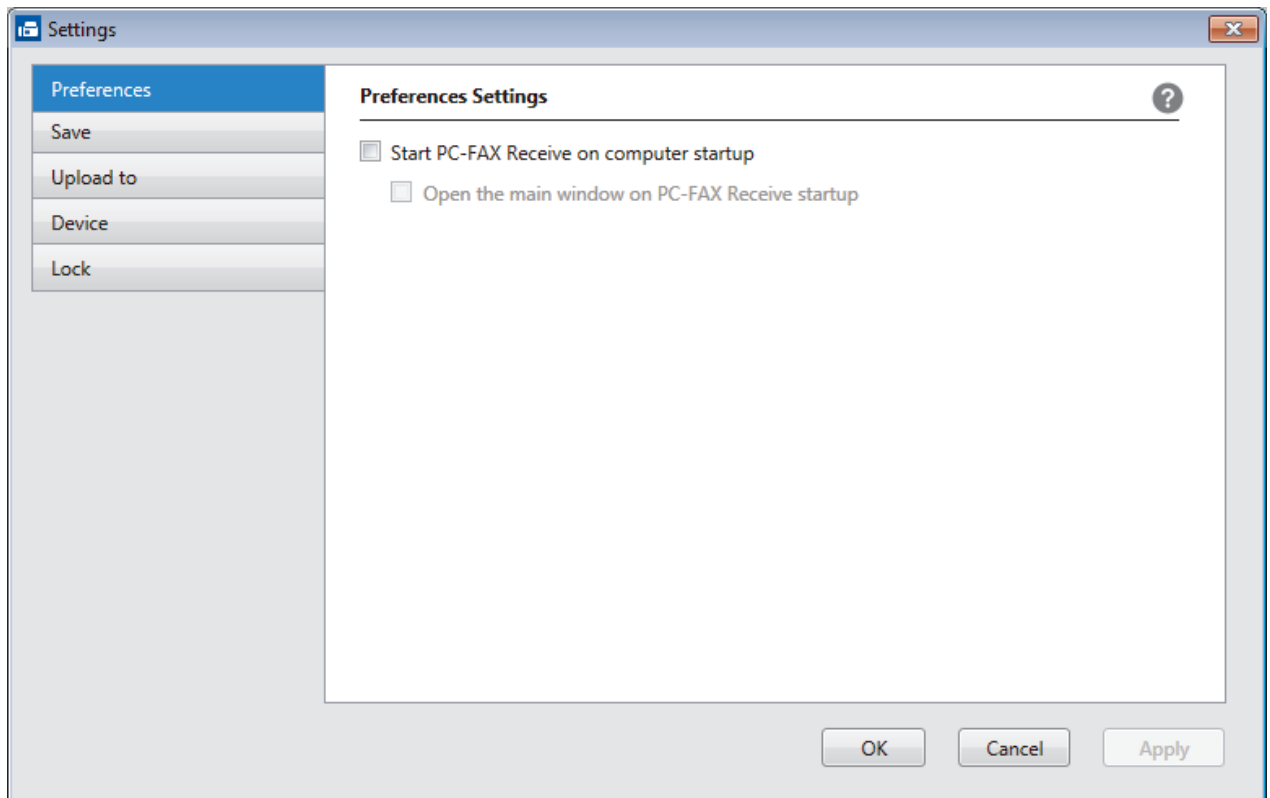 Settings
Preferences
Save
Upload to
Device
Lock
Preferences Settings
?
Start PC-FAX Receive on computer startup
Open the main window on PC-FAX Receive startup
OK
Cancel
Apply